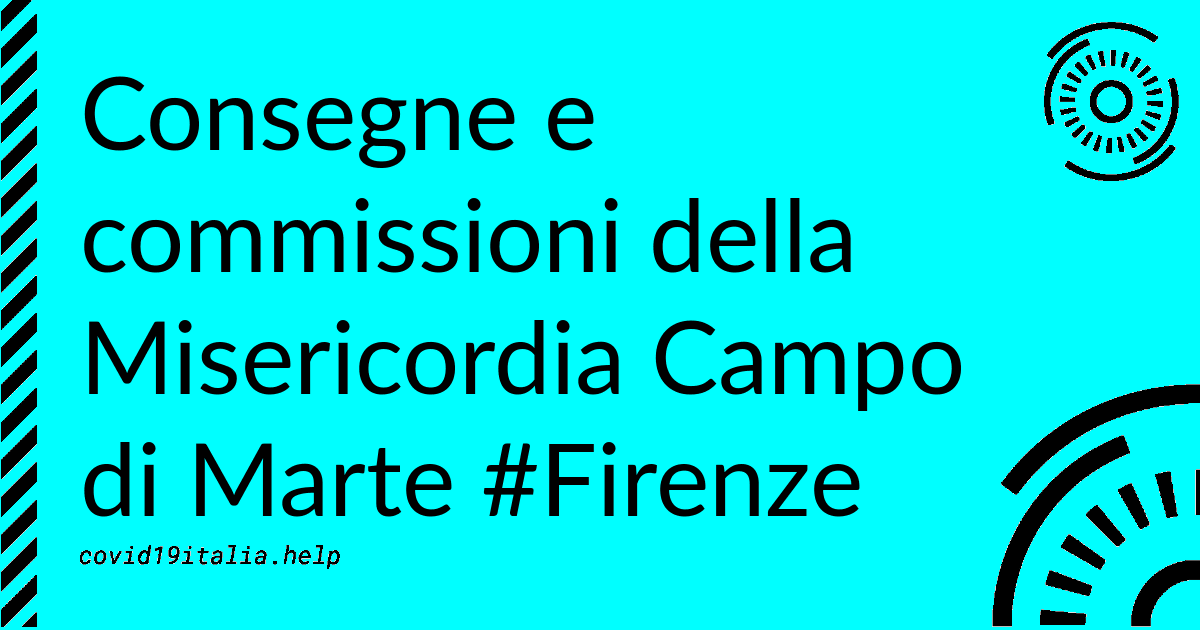 Consegne e
commissioni della
Misericordia Campo
di Marte #Firenze
covid19italia.help